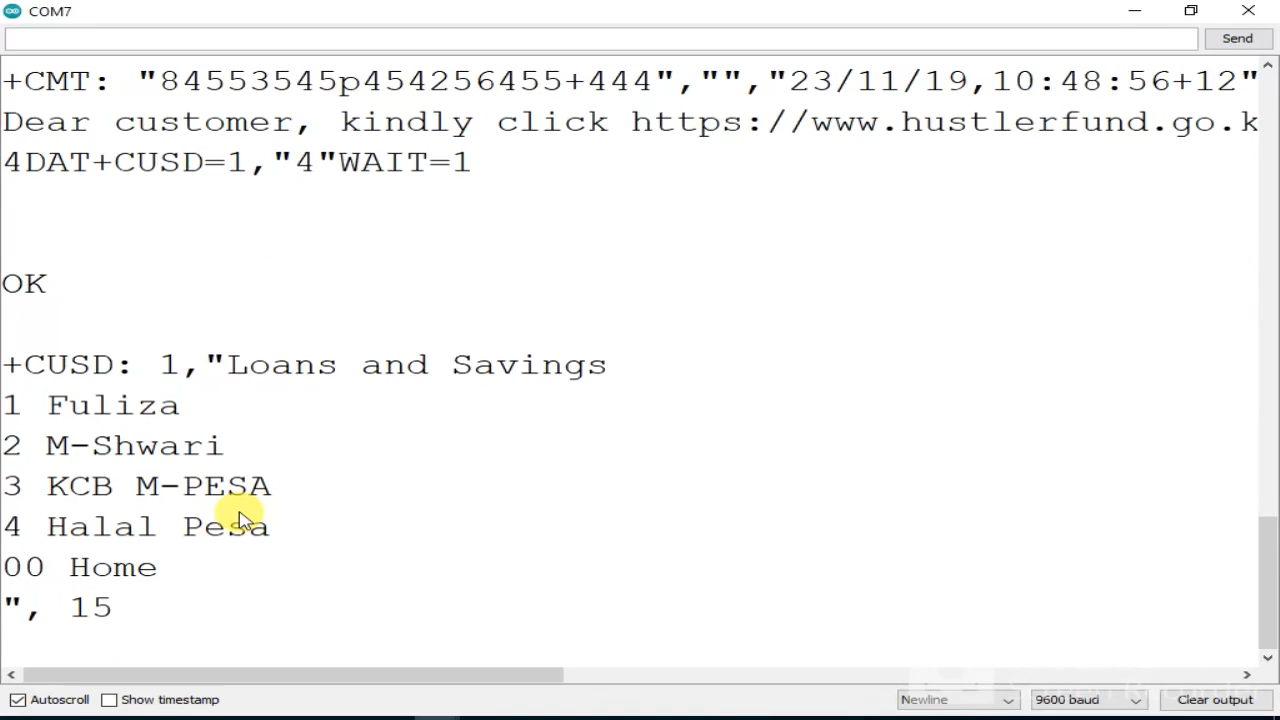 COM7
Send
+CMT: "84553545p454256455+444","","23/11/19,10:48:56+12"
Dear customer, kindly click https://www.hustlerfund.go.k
4DAT+CUSD=1,"4"WAIT=1
OK
+CUSD: 1,"Loans and Savings
1 Fuliza
2 M-Shwari
3 KCB M-PESA
4 Halal Pesa
00 Home
", 15
Autoscroll Show timestamp Newline 9600 baud Clear output